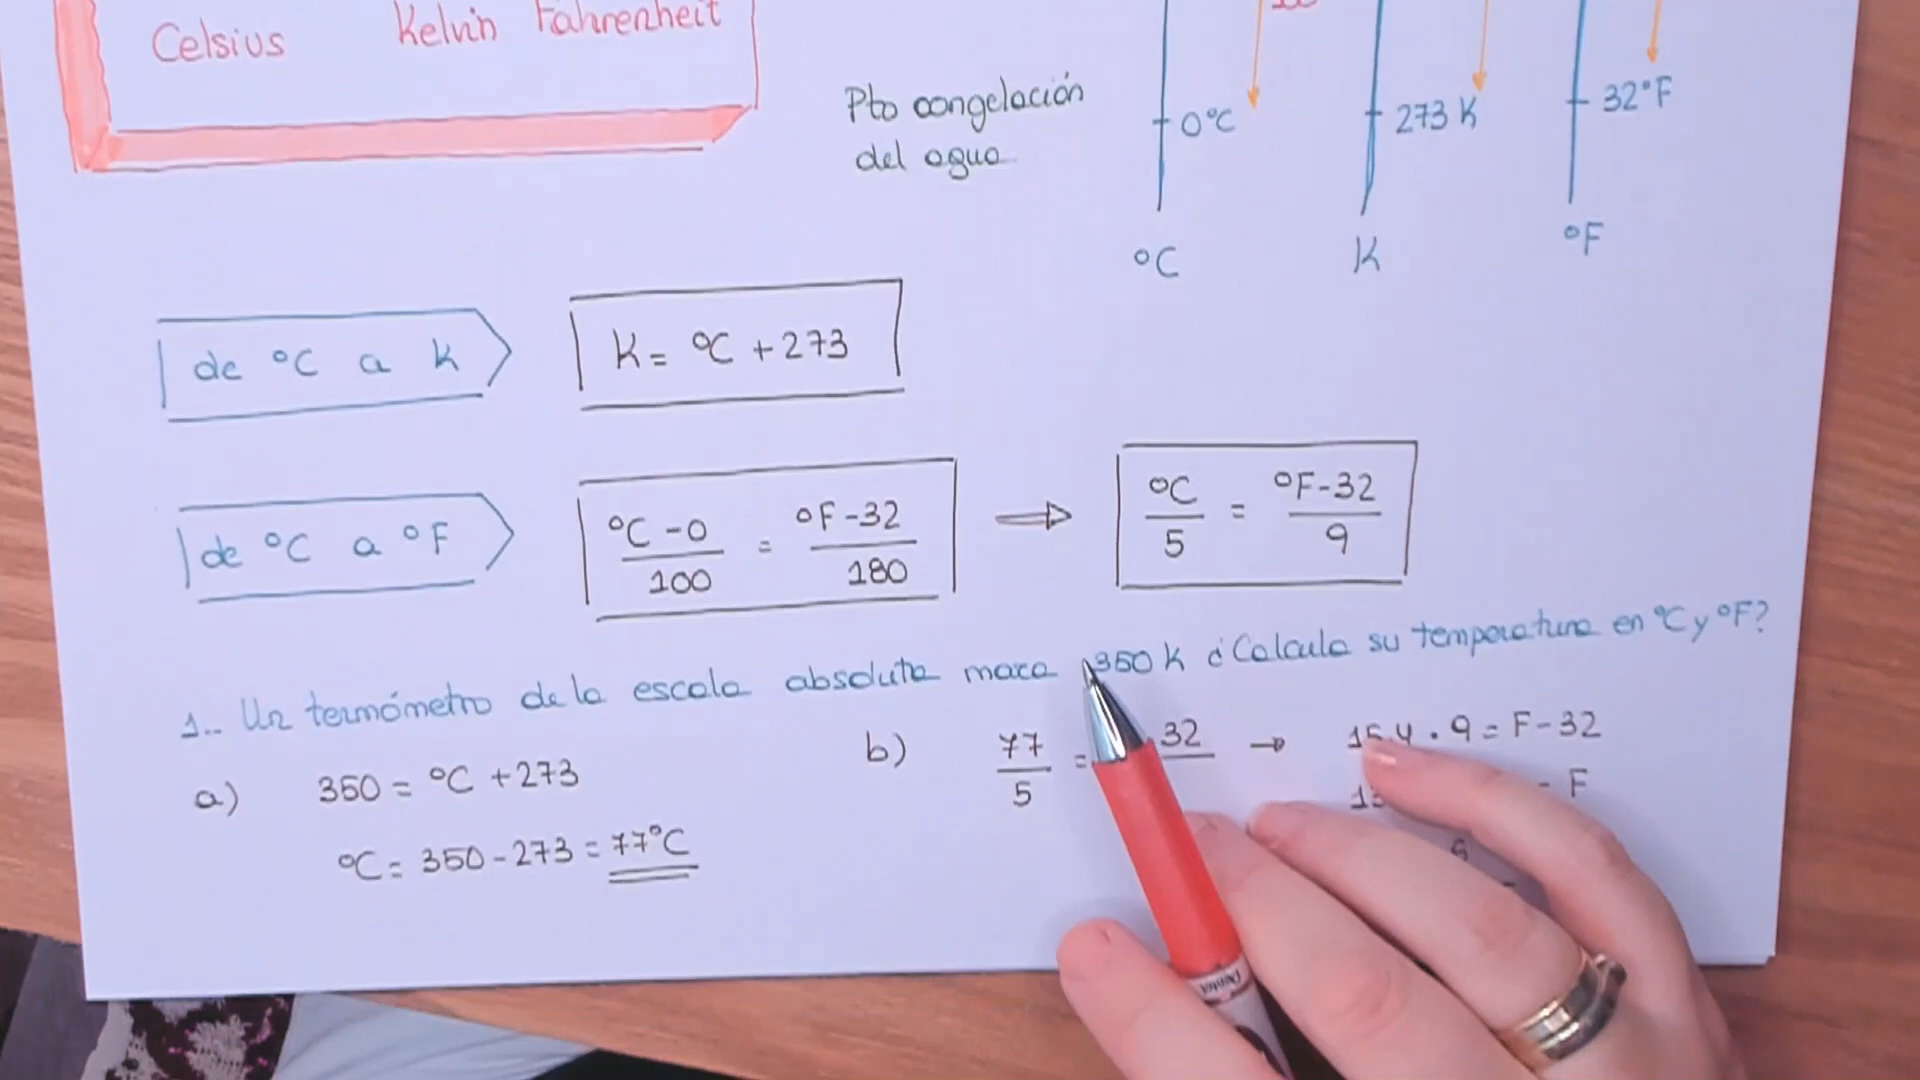 Celsius Kelvin Fahrenheit
Pto congelación
del agua
0°C
273 K
32°F
°C
K
°F
de °C a K
K = °C + 273
de °C a °F
°C - 0 / 100 = °F - 32 / 180 ⇒ °C / 5 = °F - 32 / 9
1.. Un termómetro de la escala absoluta marca 350 K ¿Calcula su temperatura en °C y °F?
a) 350 = °C + 273
°C = 350 - 273 = 77°C
b) 77 / 5 = 32 → 15,4 . 9 = F - 32
- F
Pentel